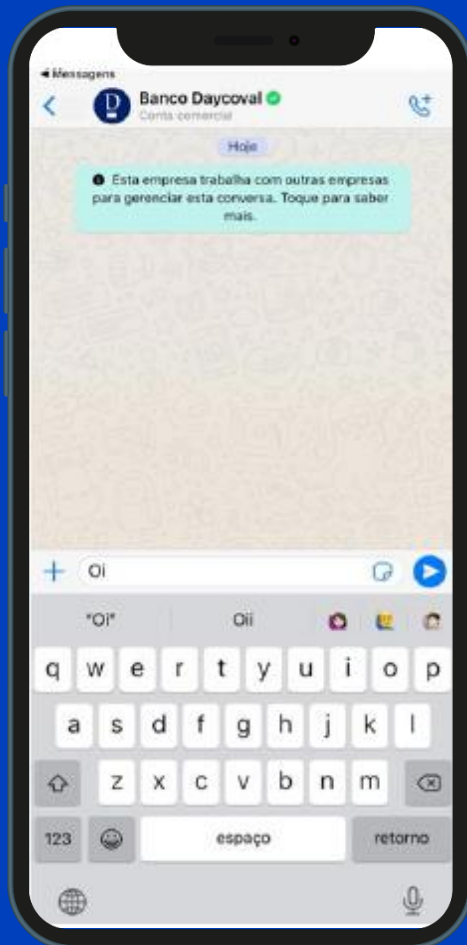 Mensagens
Banco Daycoval
Conta comercial
Hoje
Esta empresa trabalha com outras empresas
para gerenciar esta conversa. Toque para saber
mais.
Oi
"Oi" Oii
q w e r t y u i o p
a s d f g h j k l
z x c v b n m
123 espaço retorno